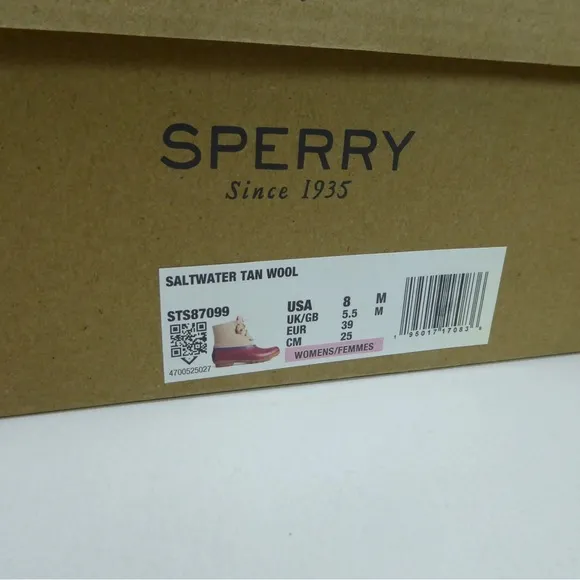 SPERRY
Since 1935
SALTWATER TAN WOOL
STS87099
4700525027
USA 8 M
UK/GB 5.5 M
EUR 39
CM 25
WOMENS/FEMMES